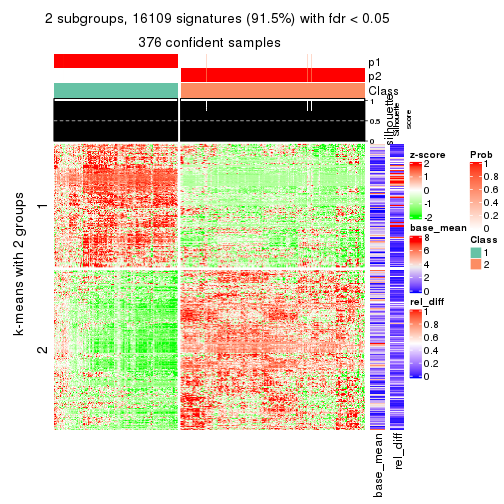 2 subgroups, 16109 signatures (91.5%) with fdr < 0.05
376 confident samples
p1
p2
Class
1
0.5
0
silhouette
Silhouette
score
k-means with 2 groups
1
2
base_mean
rel_diff
z-score
2
1
0
-1
-2
base_mean
8
6
4
2
0
rel_diff
1
0.8
0.6
0.4
0.2
0
Prob
1
0.8
0.6
0.4
0.2
0
Class
1
2